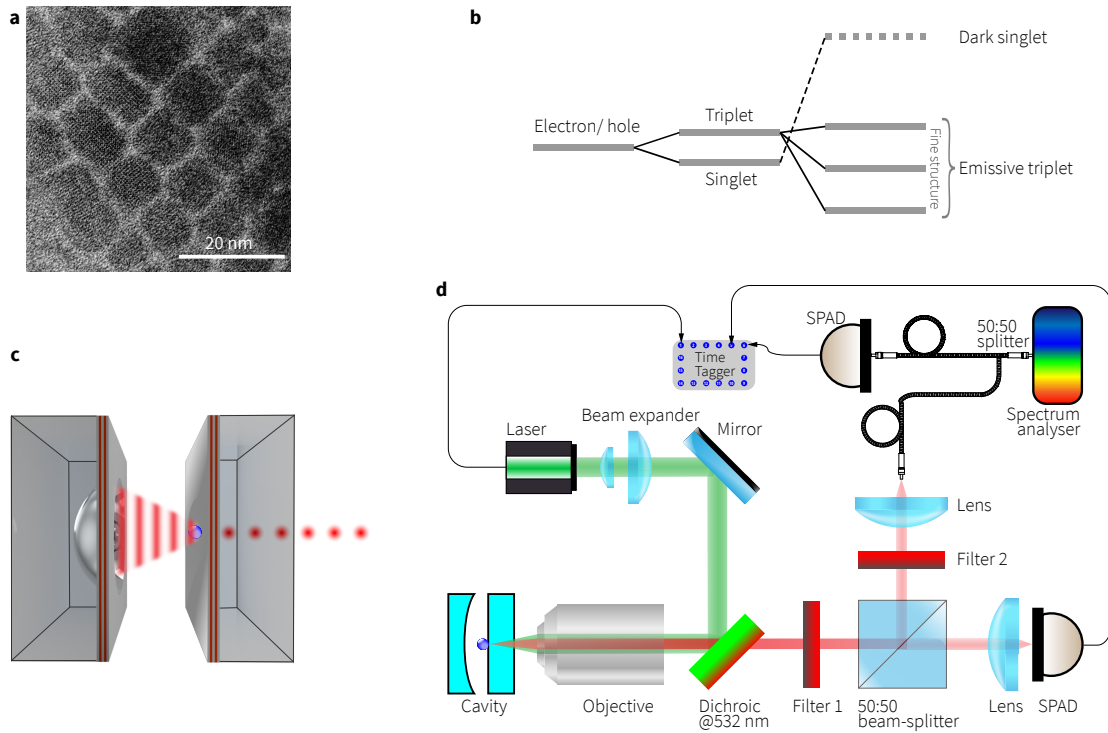 a
20 nm
b
Dark singlet
Electron/ hole
Triplet
Singlet
Fine structure
Emissive triplet
c
d
SPAD
50:50
splitter
Time
Tagger
Spectrum
analyser
Laser
Beam expander
Mirror
Lens
Filter 2
Cavity
Objective
Dichroic
@532 nm
Filter 1
50:50
beam-splitter
Lens
SPAD